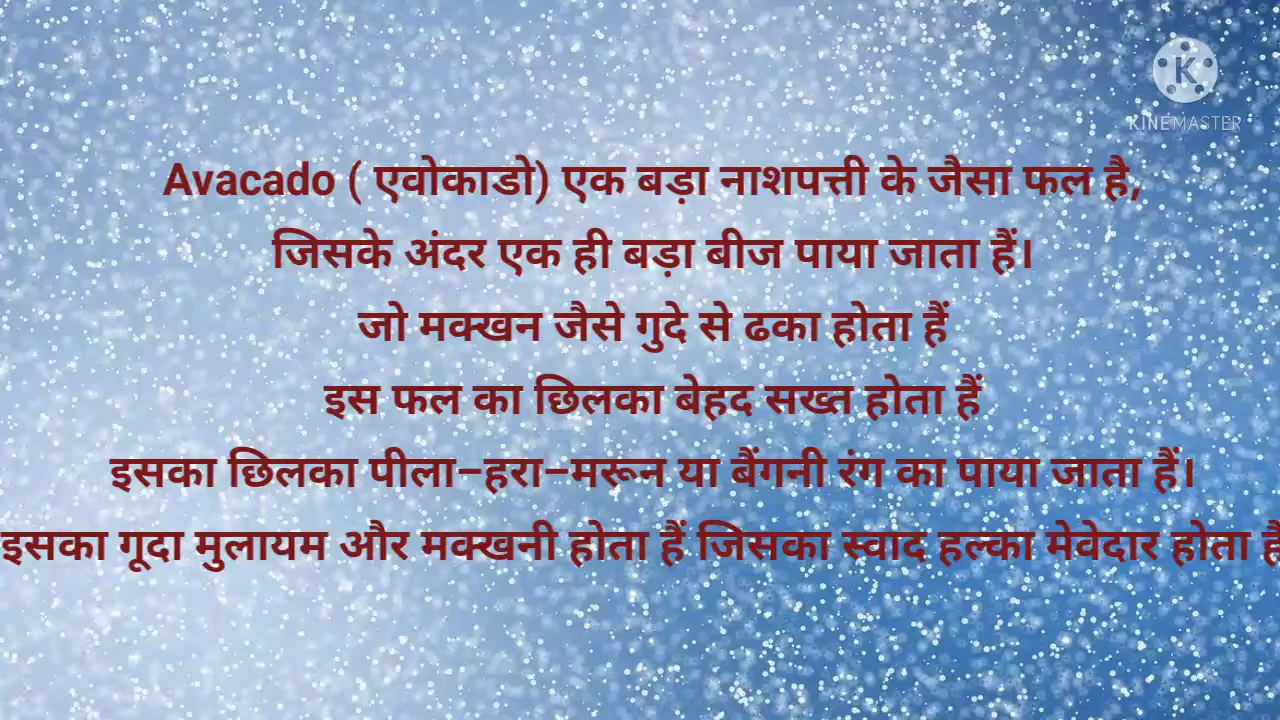 KINEMASTER
Avacado ( एवोकाडो) एक बड़ा नाशपत्ती के जैसा फल है,
जिसके अंदर एक ही बड़ा बीज पाया जाता हैं।
जो मक्खन जैसे गुदे से ढका होता हैं
इस फल का छिलका बेहद सख्त होता हैं
इसका छिलका पीला–हरा–मरून या बैंगनी रंग का पाया जाता हैं।
इसका गूदा मुलायम और मक्खनी होता हैं जिसका स्वाद हल्का मेवेदार होता है